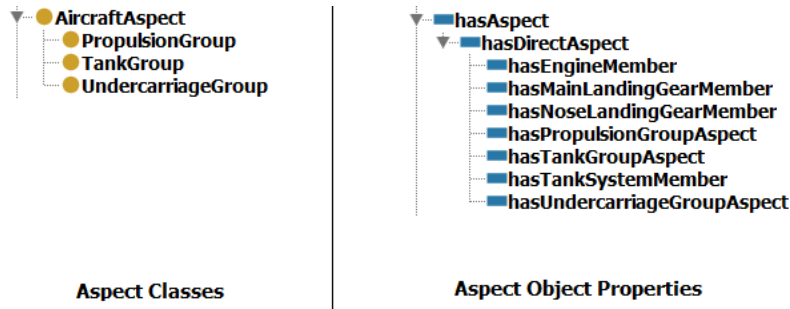 AircraftAspect
PropulsionGroup
TankGroup
UndercarriageGroup
Aspect Classes
hasAspect
hasDirectAspect
hasEngineMember
hasMainLandingGearMember
hasNoseLandingGearMember
hasPropulsionGroupAspect
hasTankGroupAspect
hasTankSystemMember
hasUndercarriageGroupAspect
Aspect Object Properties